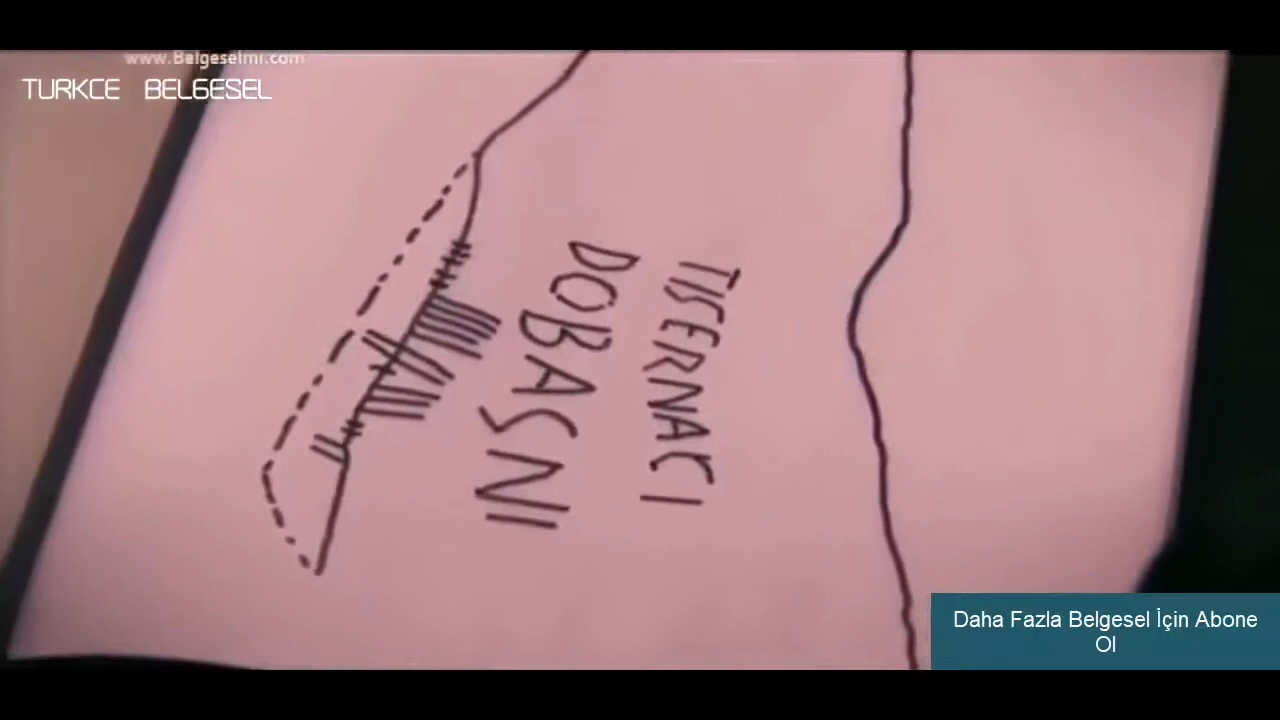 www.Belgeselmi.com
TURKCE BELGESEL
TISERNACI
DOBASNI
Daha Fazla Belgesel İçin Abone
Ol